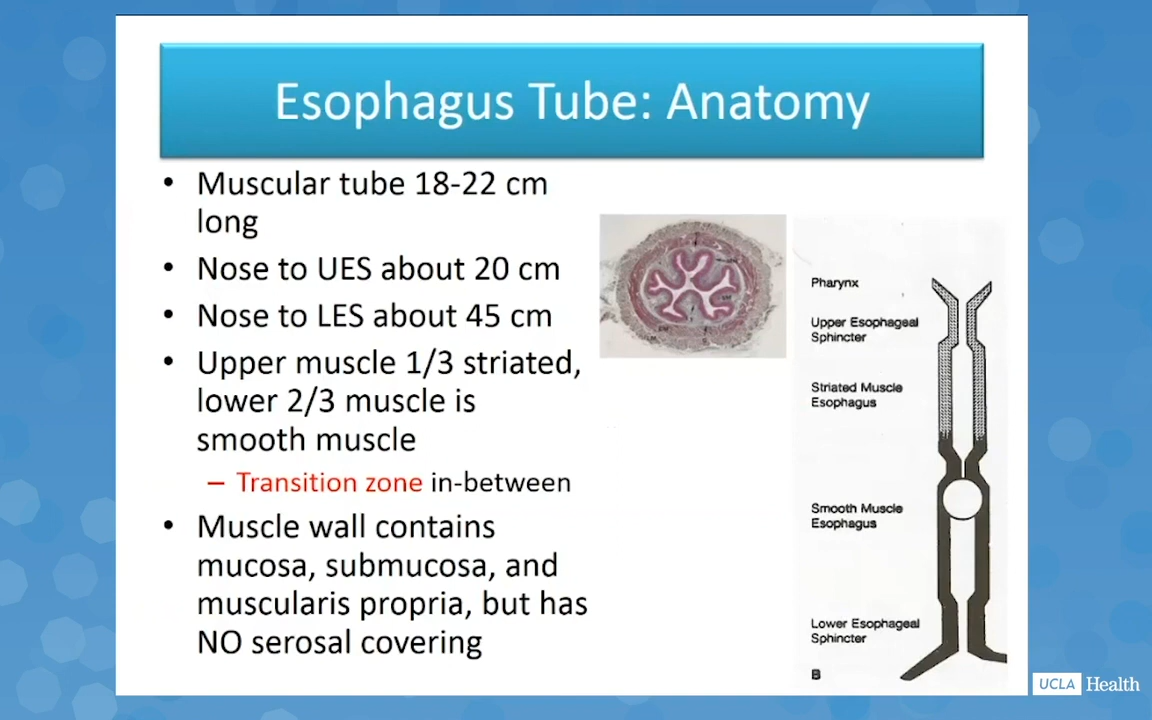 Esophagus Tube: Anatomy
• Muscular tube 18-22 cm
long
• Nose to UES about 20 cm
• Nose to LES about 45 cm
• Upper muscle 1/3 striated,
lower 2/3 muscle is
smooth muscle
– Transition zone in-between
• Muscle wall contains
mucosa, submucosa, and
muscularis propria, but has
NO serosal covering
Pharynx
Upper Esophageal
Sphincter
Striated Muscle
Esophagus
Smooth Muscle
Esophagus
Lower Esophageal
Sphincter
B
UCLA Health